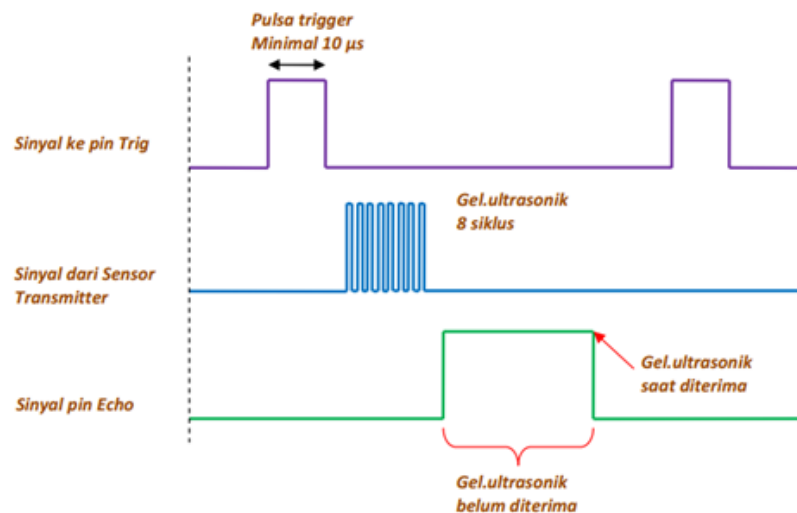 Pulsa trigger
Minimal 10 µs
Sinyal ke pin Trig
Gel.ultrasonik
8 siklus
Sinyal dari Sensor
Transmitter
Gel.ultrasonik
saat diterima
Sinyal pin Echo
Gel.ultrasonik
belum diterima